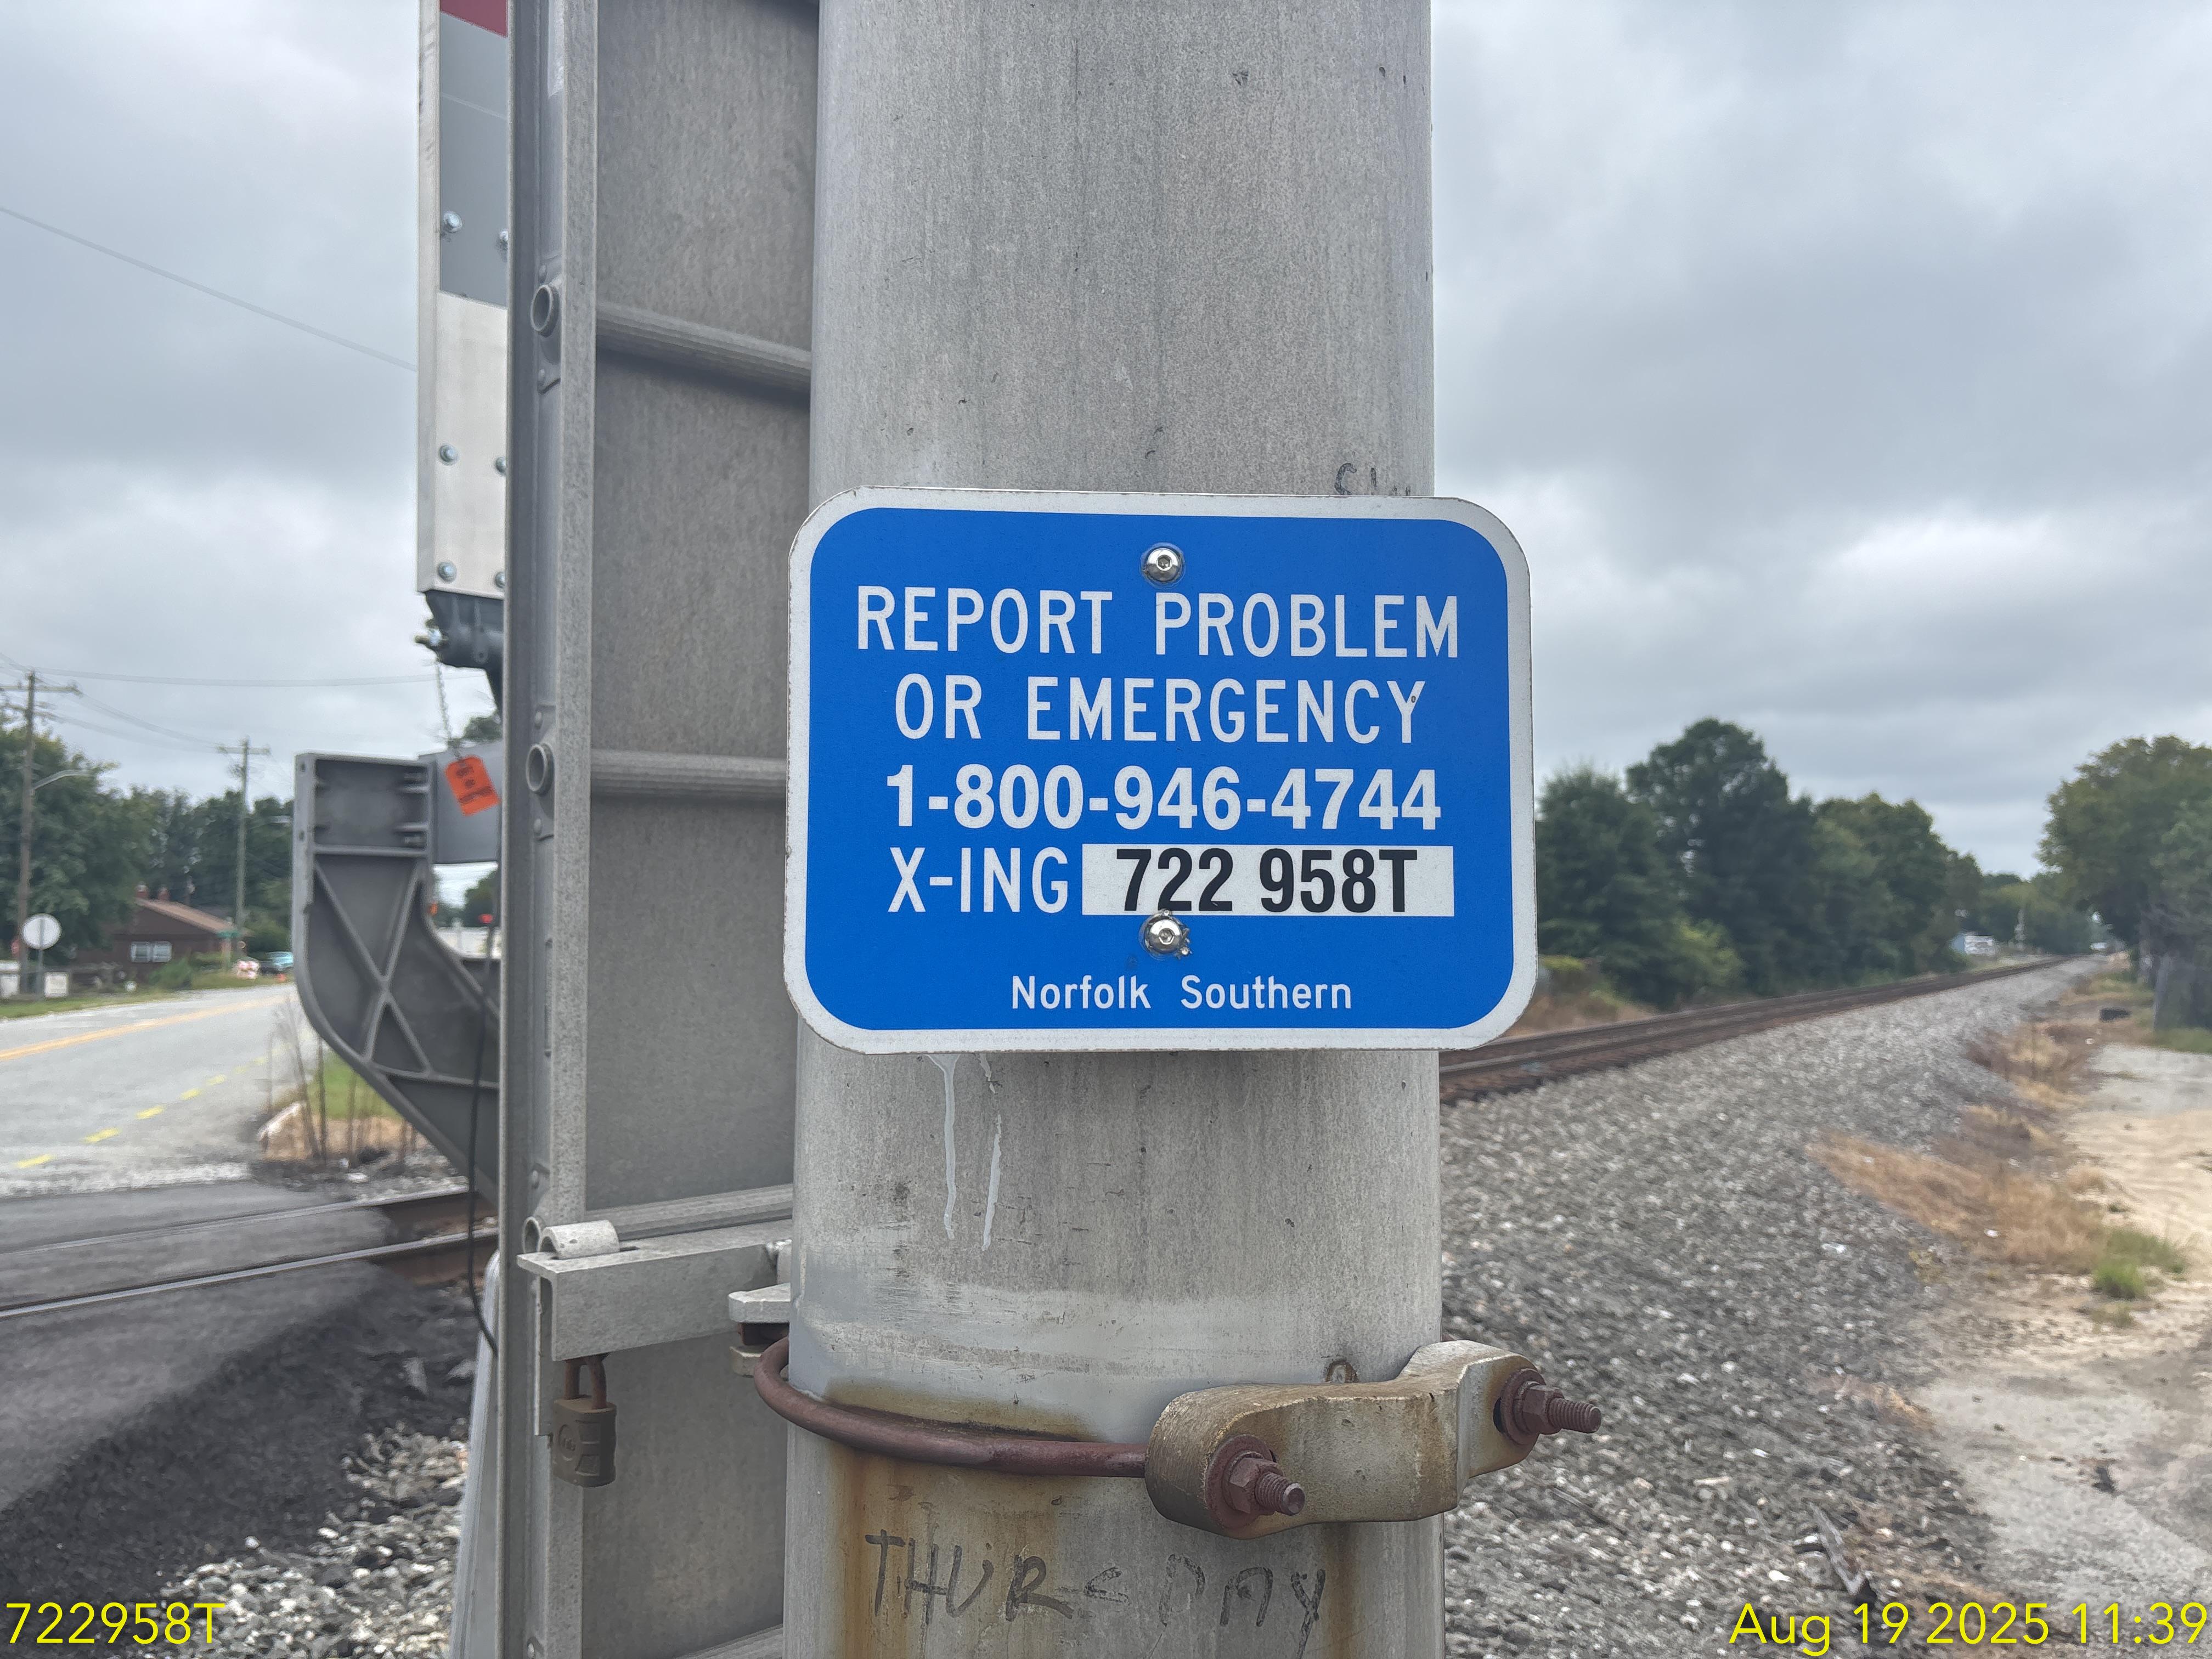 REPORT PROBLEM
OR EMERGENCY
1-800-946-4744
X-ING 722 958T
Norfolk Southern
THURSDAY
722958T
Aug 19 2025 11:39